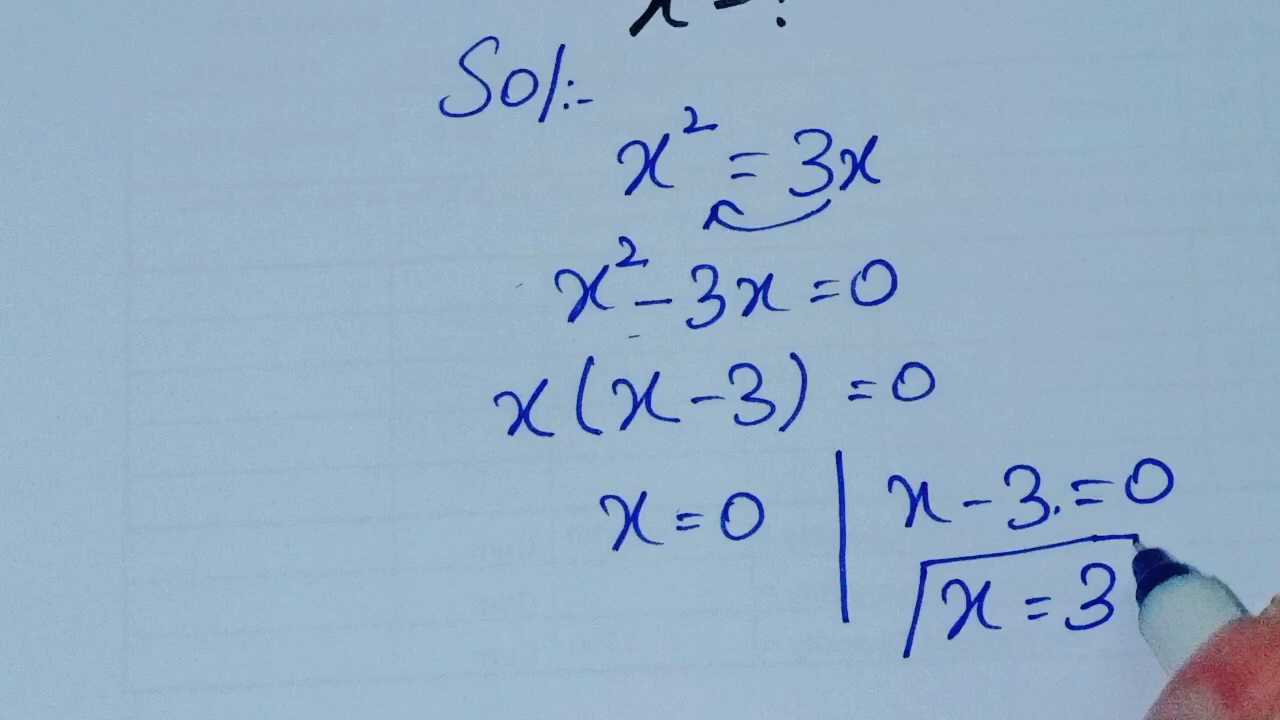 x = ?
Sol:-
x² = 3x
x² - 3x = 0
x(x - 3) = 0
x = 0 | x - 3 = 0
x = 3